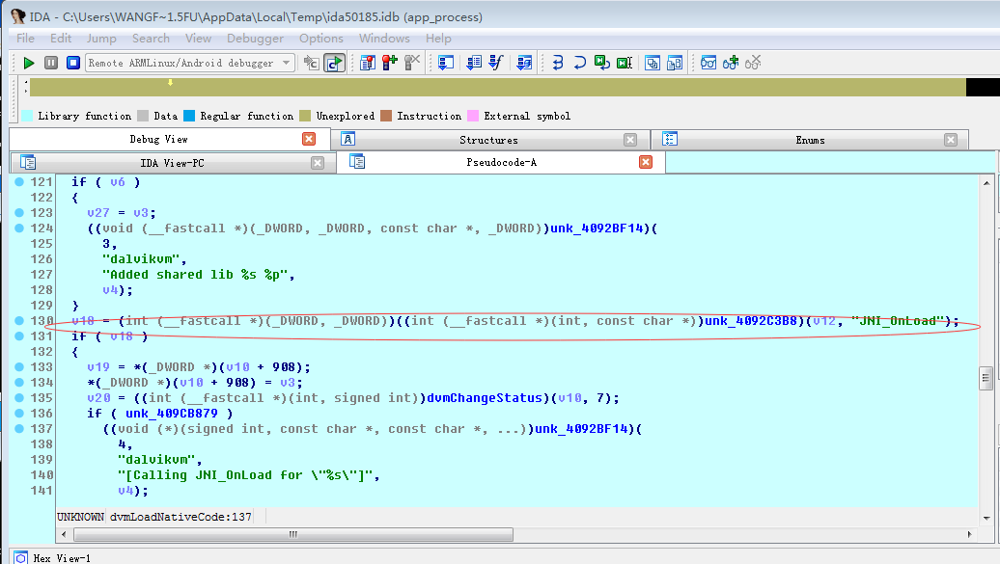 IDA - C:\Users\WANGF~1.5FU\AppData\Local\Temp\ida50185.idb (app_process)
File Edit Jump Search View Debugger Options Windows Help
Remote ARMLinux/Android debugger
Library function Data Regular function Unexplored Instruction External symbol
Debug View Structures Enums
IDA View-PC Pseudocode-A
121 if ( v6 )
122 {
123 v27 = v3;
124 ((void (__fastcall *)(_DWORD, _DWORD, const char *, _DWORD))unk_4092BF14)(
125 3,
126 "dalvikvm",
127 "Added shared lib %s %p",
128 v4);
129 }
130 v18 = (int (__fastcall *)(_DWORD, _DWORD))((int (__fastcall *)(int, const char *))unk_4092C3B8)(v12, "JNI_OnLoad");
131 if ( v18 )
132 {
133 v19 = *(_DWORD *)(v10 + 908);
134 *(_DWORD *)(v10 + 908) = v3;
135 v20 = ((int (__fastcall *)(int, signed int))dvmChangeStatus)(v10, 7);
136 if ( unk_409CB879 )
137 ((void (*)(signed int, const char *, const char *, ...))unk_4092BF14)(
138 4,
139 "dalvikvm",
140 "[Calling JNI_OnLoad for \"%s\"]",
141 v4);
UNKNOWN dvmLoadNativeCode:137
Hex View-1